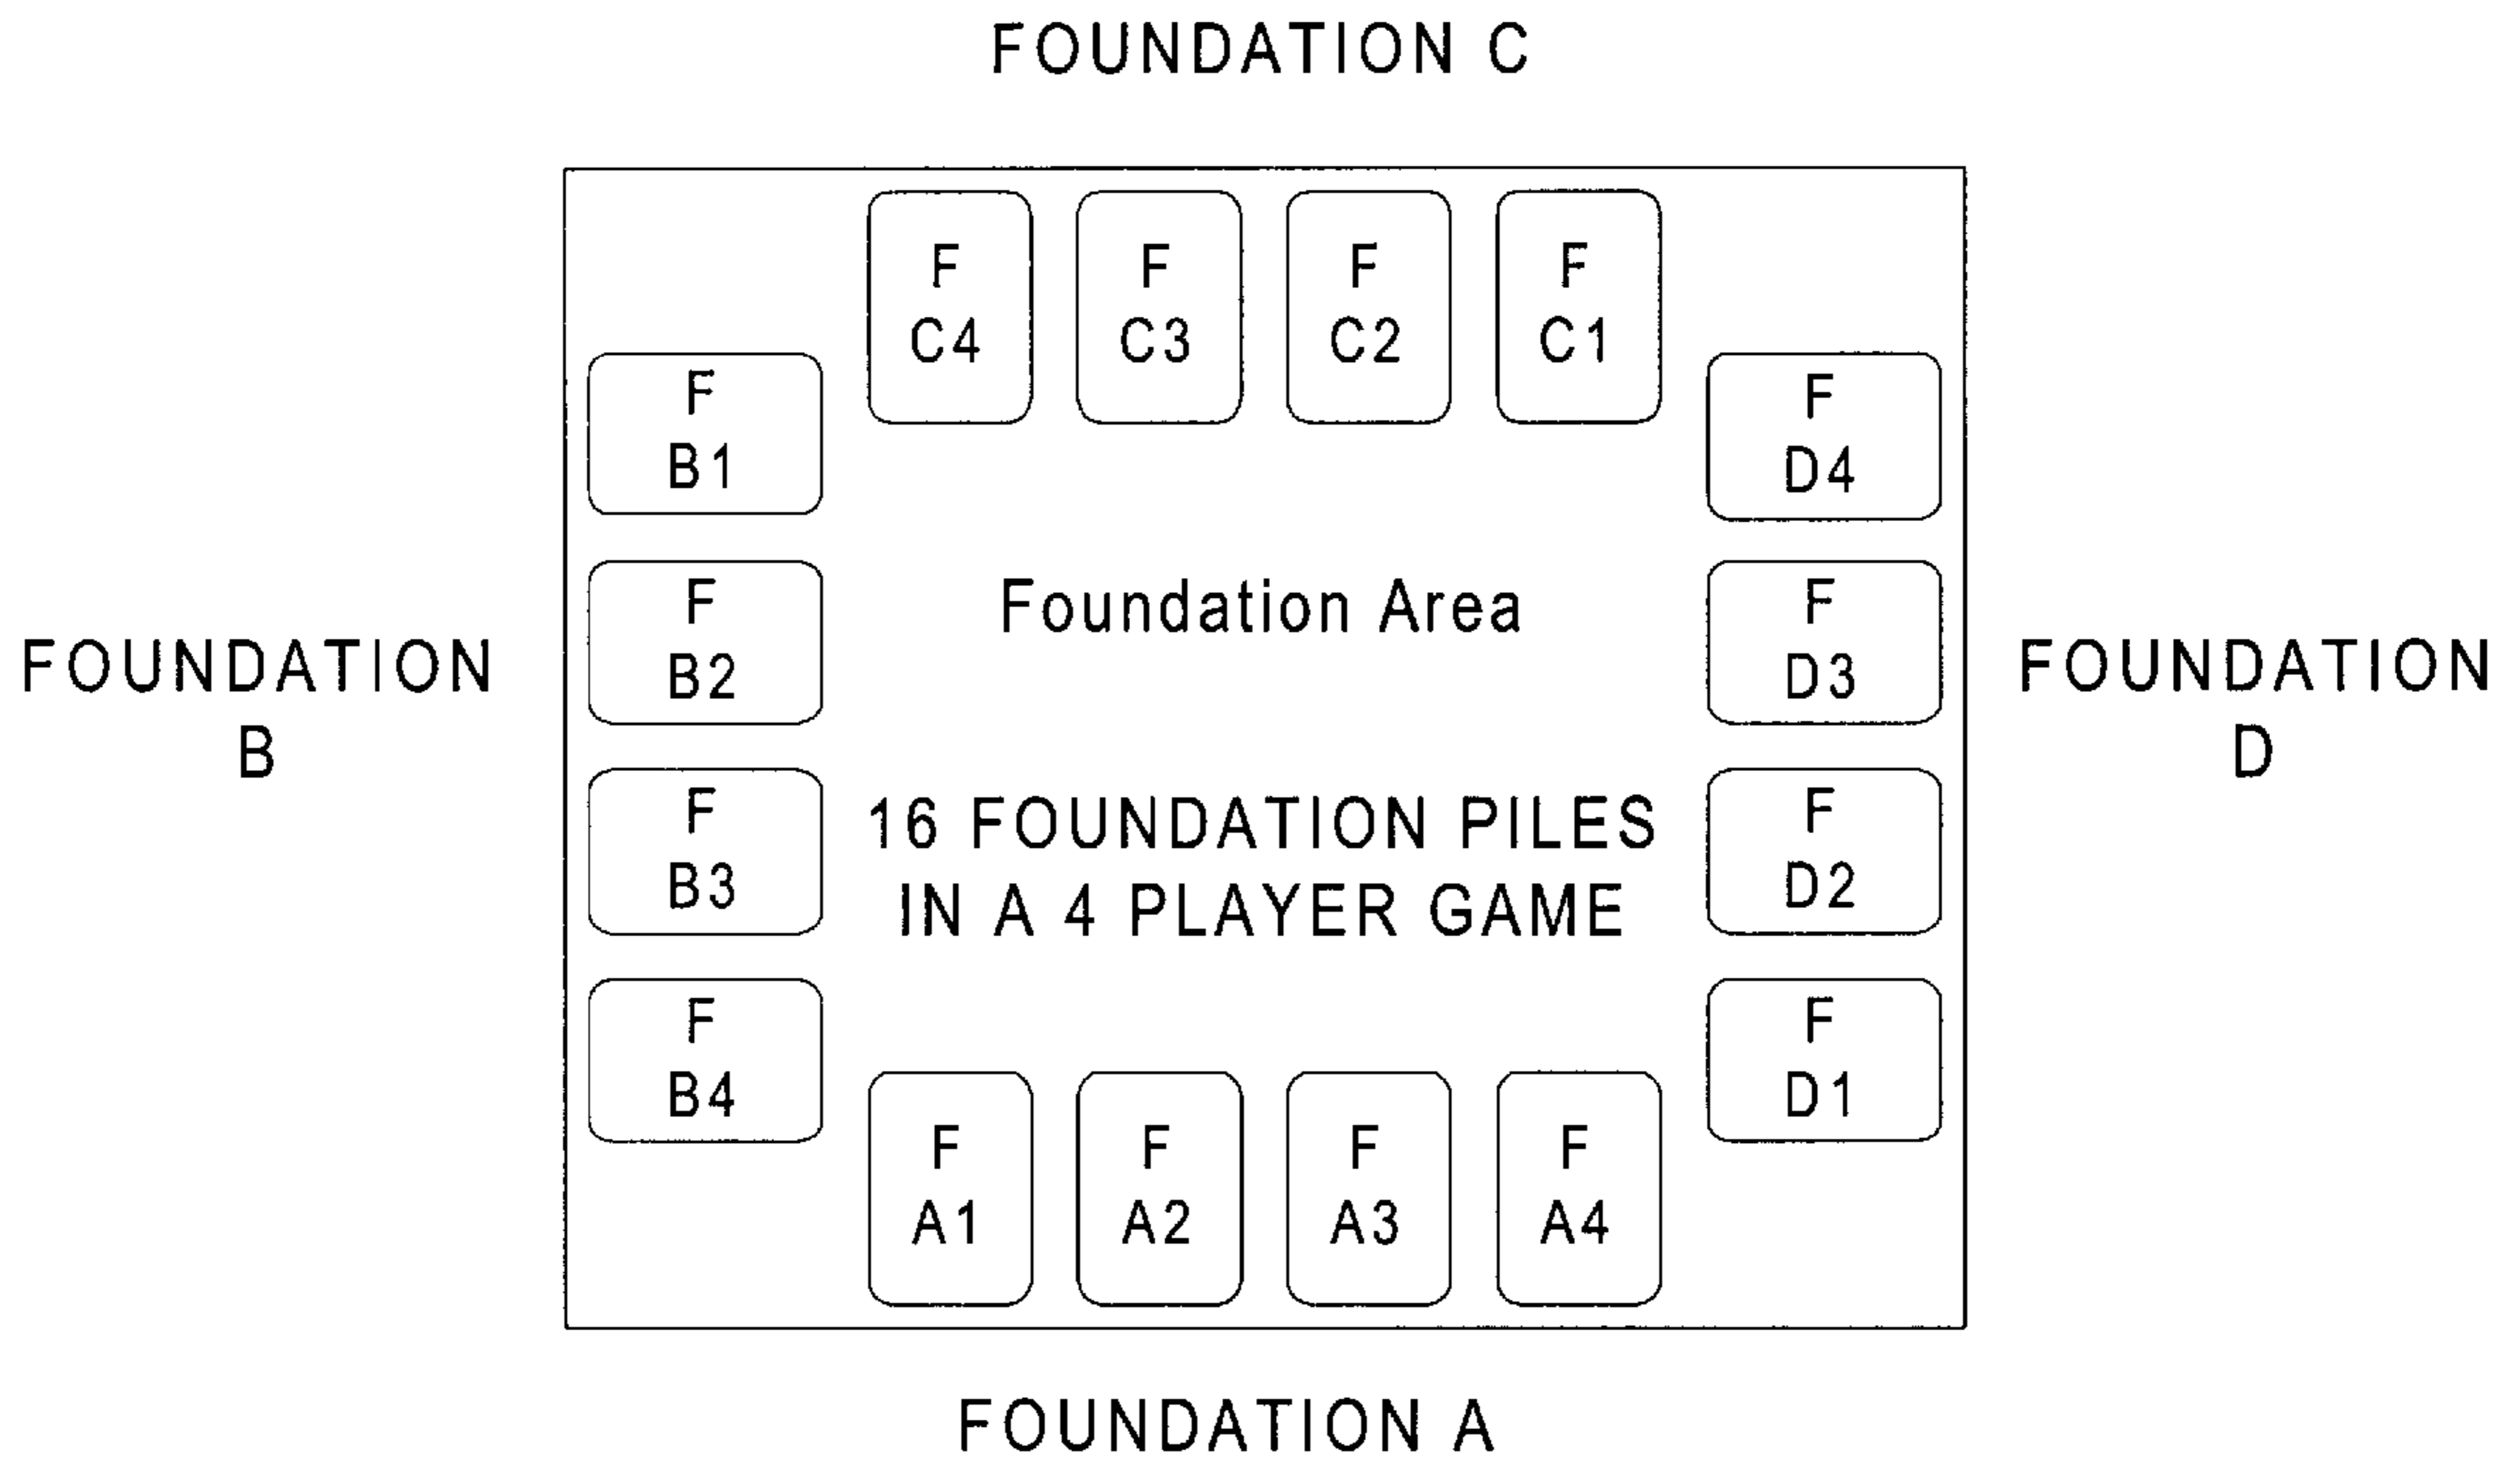 FOUNDATION C
F
C4
F
C3
F
C2
F
C1
F
B1
F
D4
F
B2
Foundation Area
F
D3
FOUNDATION
B
FOUNDATION
D
F
B3
16 FOUNDATION PILES
IN A 4 PLAYER GAME
F
D2
F
B4
F
D1
F
A1
F
A2
F
A3
F
A4
FOUNDATION A